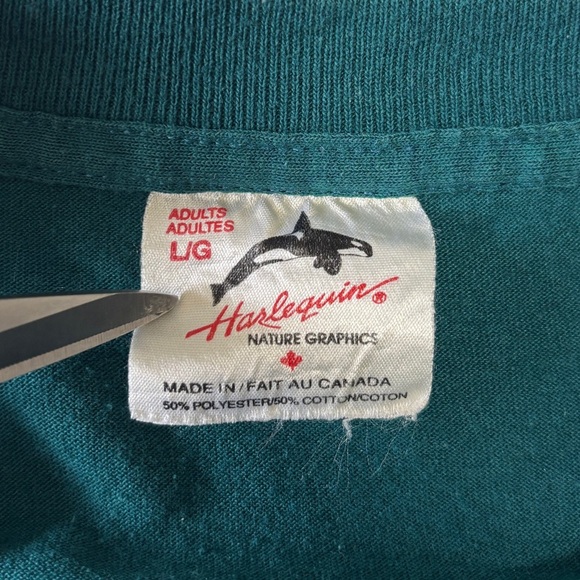 ADULTS
ADULTES
L/G
Harlequin®
NATURE GRAPHICS
MADE IN/FAIT AU CANADA
50% POLYESTER/50% COTTON/COTON